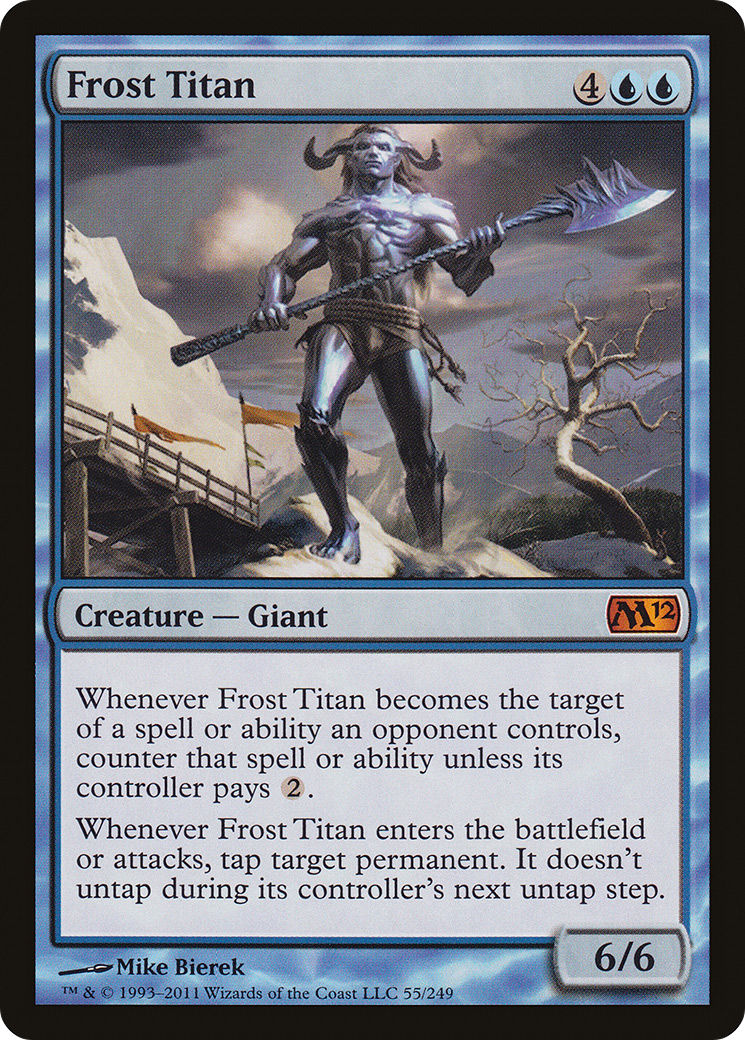 Frost Titan 4
Creature — Giant M12
Whenever Frost Titan becomes the target
of a spell or ability an opponent controls,
counter that spell or ability unless its
controller pays 2.
Whenever Frost Titan enters the battlefield
or attacks, tap target permanent. It doesn't
untap during its controller's next untap step.
6/6
Mike Bierek
™ & © 1993–2011 Wizards of the Coast LLC 55/249